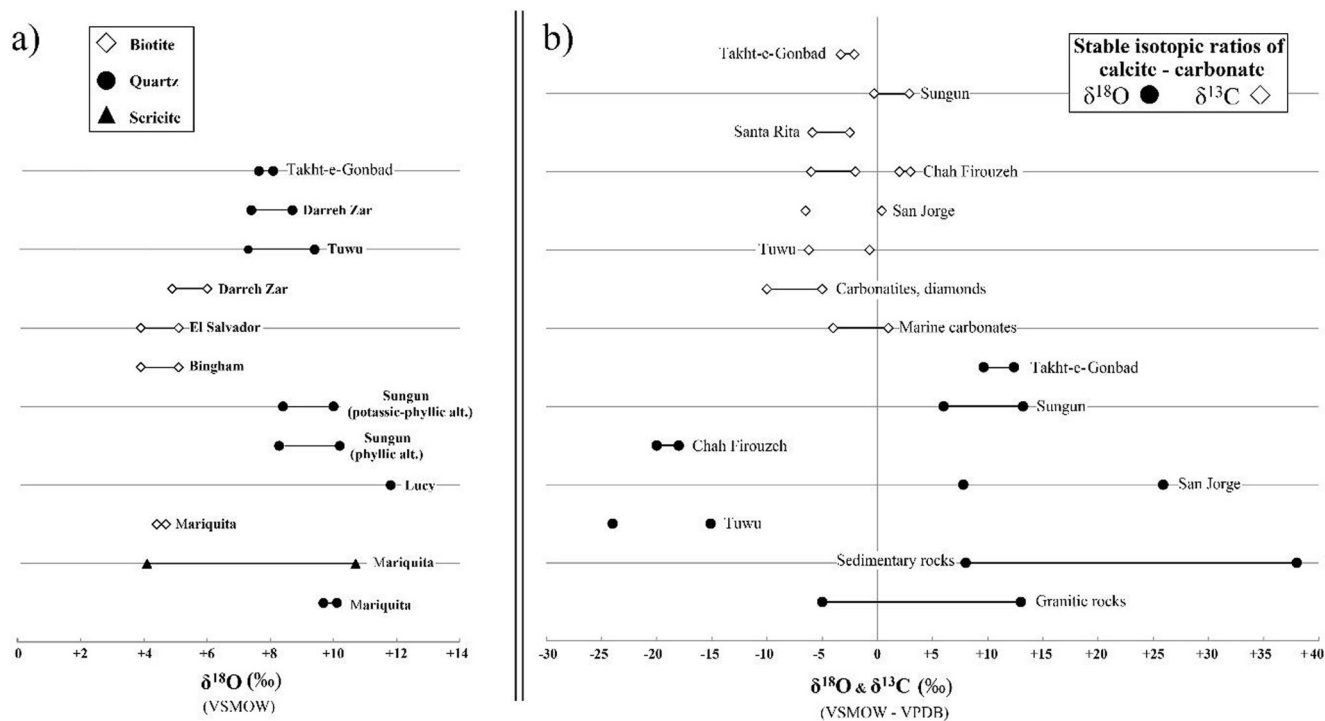 a)
Biotite
Quartz
Sericite
Takht-e-Gonbad
Darreh Zar
Tuwu
Darreh Zar
El Salvador
Bingham
Sungun
(potassic-phyllic alt.)
Sungun
(phyllic alt.)
Lucy
Mariquita
Mariquita
Mariquita
0 +2 +4 +6 +8 +10 +12 +14
δ¹⁸O (‰)
(VSMOW)
b)
Stable isotopic ratios of
calcite - carbonate
δ¹⁸O δ¹³C
Takht-e-Gonbad
Sungun
Santa Rita
Chah Firouzeh
San Jorge
Tuwu
Carbonatites, diamonds
Marine carbonates
Takht-e-Gonbad
Sungun
Chah Firouzeh
San Jorge
Tuwu
Sedimentary rocks
Granitic rocks
-30 -25 -20 -15 -10 -5 0 +5 +10 +15 +20 +25 +30 +35 +40
δ¹⁸O & δ¹³C (‰)
(VSMOW - VPDB)